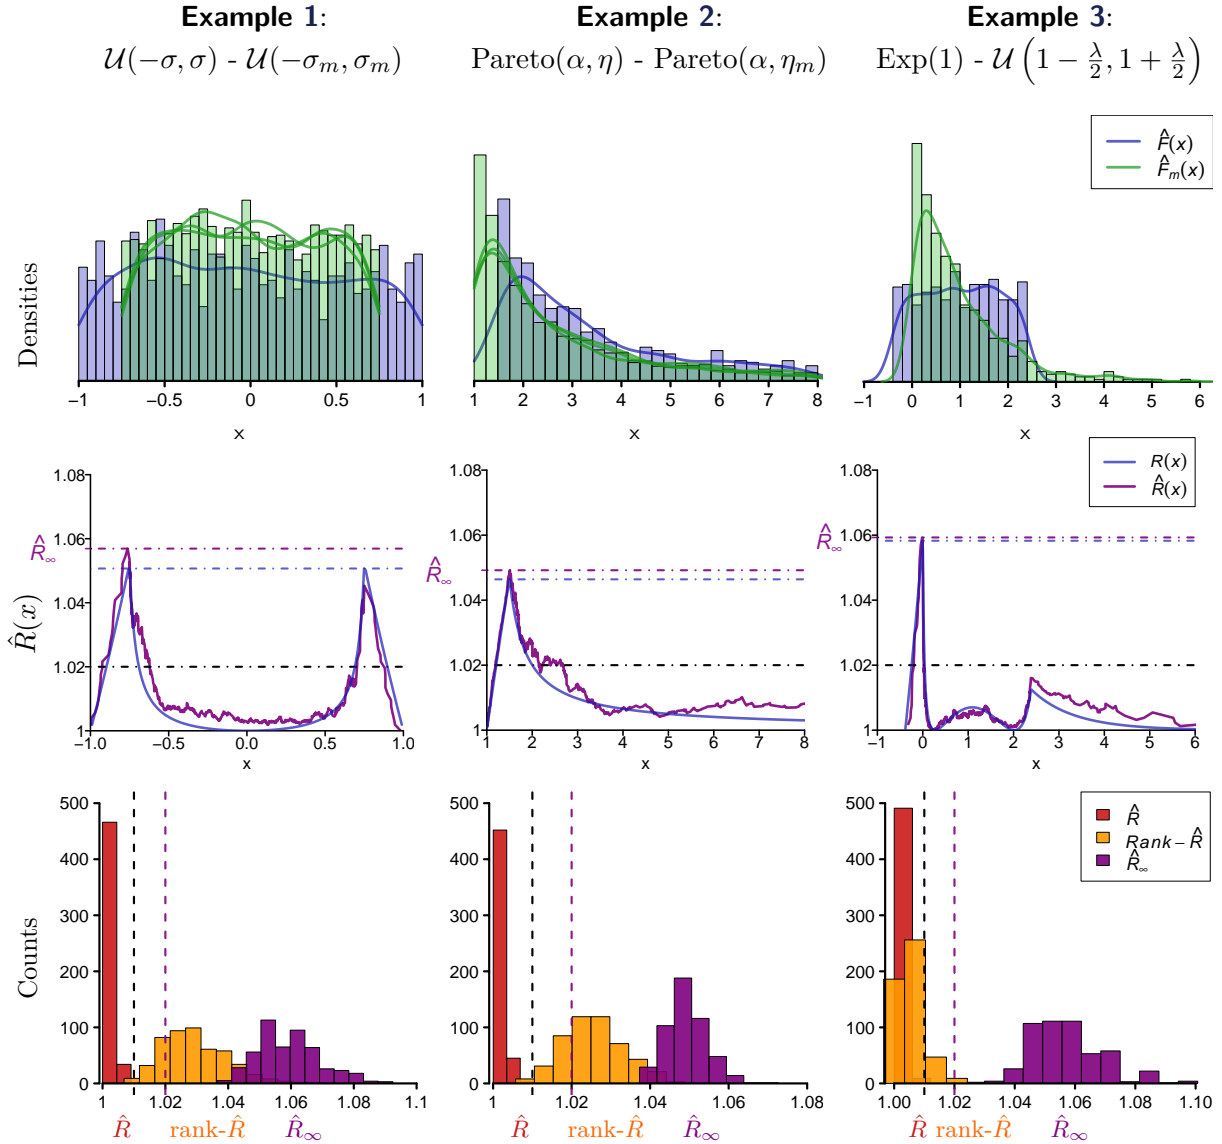 Example 1: Example 2: Example 3:
𝒰(−σ, σ) - 𝒰(−σₘ, σₘ) Pareto(α, η) - Pareto(α, ηₘ) Exp(1) - 𝒰(1 − λ/2, 1 + λ/2)
F̂(x)
F̂ₘ(x)
Densities
−1 −0.5 0 0.5 1
x
1 2 3 4 5 6 7 8
x
−1 0 1 2 3 4 5 6
x
R(x)
R̂(x)
R̂(x)
1.08
1.06
1.04
1.02
1
R̂∞
-1.0 -0.5 0.0 0.5 1.0
x
1.08
1.06
1.04
1.02
1
R̂∞
1 2 3 4 5 6 7 8
x
1.08
1.06
1.04
1.02
1
R̂∞
−1 0 1 2 3 4 5 6
x
R̂
Rank − R̂
R̂∞
Counts
500
400
300
200
100
0
1 1.02 1.04 1.06 1.08 1.1
R̂ rank-R̂ R̂∞
500
400
300
200
100
0
1 1.02 1.04 1.06 1.08
R̂ rank-R̂ R̂∞
500
400
300
200
100
0
1.00 1.02 1.04 1.06 1.08 1.10
R̂ rank-R̂ R̂∞